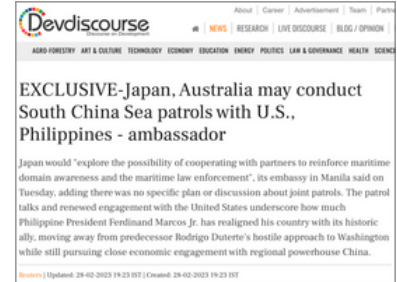 About | Career | Advertisement | Team | Partne
Devdiscourse
Discourse on Development
NEWS | RESEARCH | LIVE DISCOURSE | BLOG / OPINION |
AGRO-FORESTRY ART & CULTURE TECHNOLOGY ECONOMY EDUCATION ENERGY POLITICS LAW & GOVERNANCE HEALTH SCIENC
EXCLUSIVE-Japan, Australia may conduct
South China Sea patrols with U.S.,
Philippines - ambassador
Japan would "explore the possibility of cooperating with partners to reinforce maritime
domain awareness and the maritime law enforcement", its embassy in Manila said on
Tuesday, adding there was no specific plan or discussion about joint patrols. The patrol
talks and renewed engagement with the United States underscore how much
Philippine President Ferdinand Marcos Jr. has realigned his country with its historic
ally, moving away from predecessor Rodrigo Duterte's hostile approach to Washington
while still pursuing close economic engagement with regional powerhouse China.
Reuters | Updated: 28-02-2023 19:23 IST | Created: 28-02-2023 19:23 IST